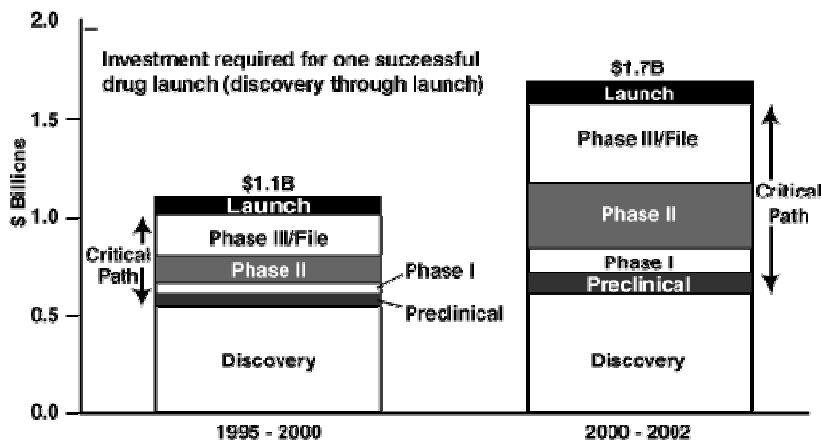 2.0
Investment required for one successful
drug launch (discovery through launch)
$1.7B
Launch
1.5
Phase III/File
Critical
Path
$ Billions
$1.1B
Launch
1.0
Phase II
Phase III/File
Critical
Path
Phase II
Phase I
Phase I
Preclinical
Preclinical
0.5
Discovery
Discovery
0.0
1995 - 2000
2000 - 2002